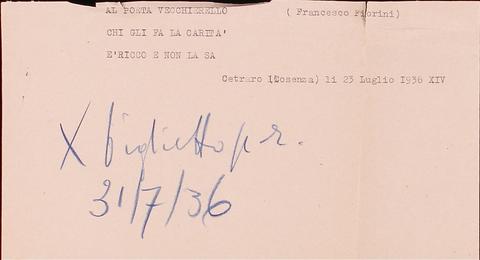 AL POETA VECCHIERELLO (Francesco Fiorini)
CHI GLI FA LA CARITA'
E'RICCO E NON LA SA
Cetraro (Cosenza) li 23 Luglio 1936 XIV
X biglietto p. r.
31/7/36